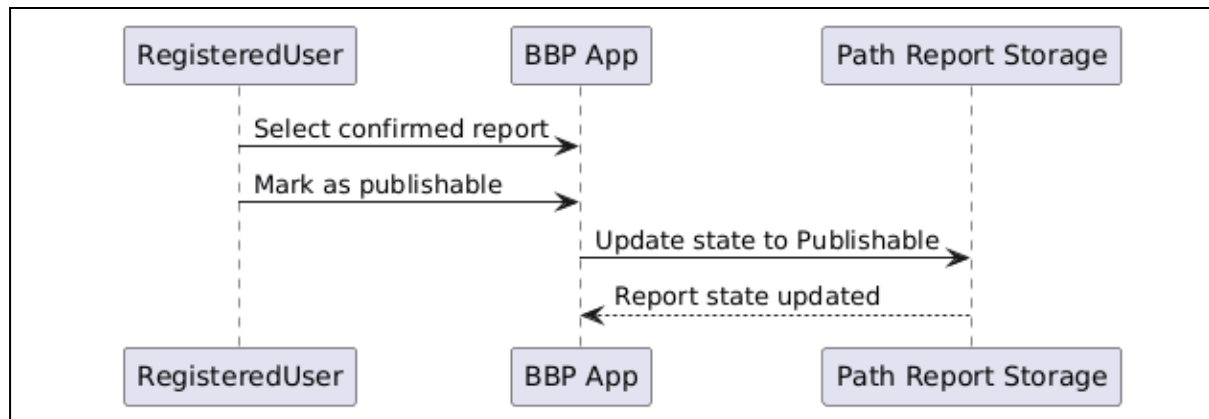 RegisteredUser
BBP App
Path Report Storage
Select confirmed report
Mark as publishable
Update state to Publishable
Report state updated
RegisteredUser
BBP App
Path Report Storage